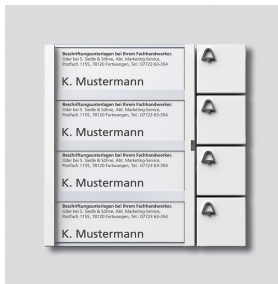 Beschriftungsunterlagen bei Ihrem Fachhandwerker.
Oder bei S. Siedle & Söhne, Abt. Marketing-Service,
Postfach 1155, 78120 Furtwangen, Tel.: 07723 63-354
K. Mustermann
Beschriftungsunterlagen bei Ihrem Fachhandwerker.
Oder bei S. Siedle & Söhne, Abt. Marketing-Service,
Postfach 1155, 78120 Furtwangen, Tel.: 07723 63-354
K. Mustermann
Beschriftungsunterlagen bei Ihrem Fachhandwerker.
Oder bei S. Siedle & Söhne, Abt. Marketing-Service,
Postfach 1155, 78120 Furtwangen, Tel.: 07723 63-354
K. Mustermann
Beschriftungsunterlagen bei Ihrem Fachhandwerker.
Oder bei S. Siedle & Söhne, Abt. Marketing-Service,
Postfach 1155, 78120 Furtwangen, Tel.: 07723 63-354
K. Mustermann